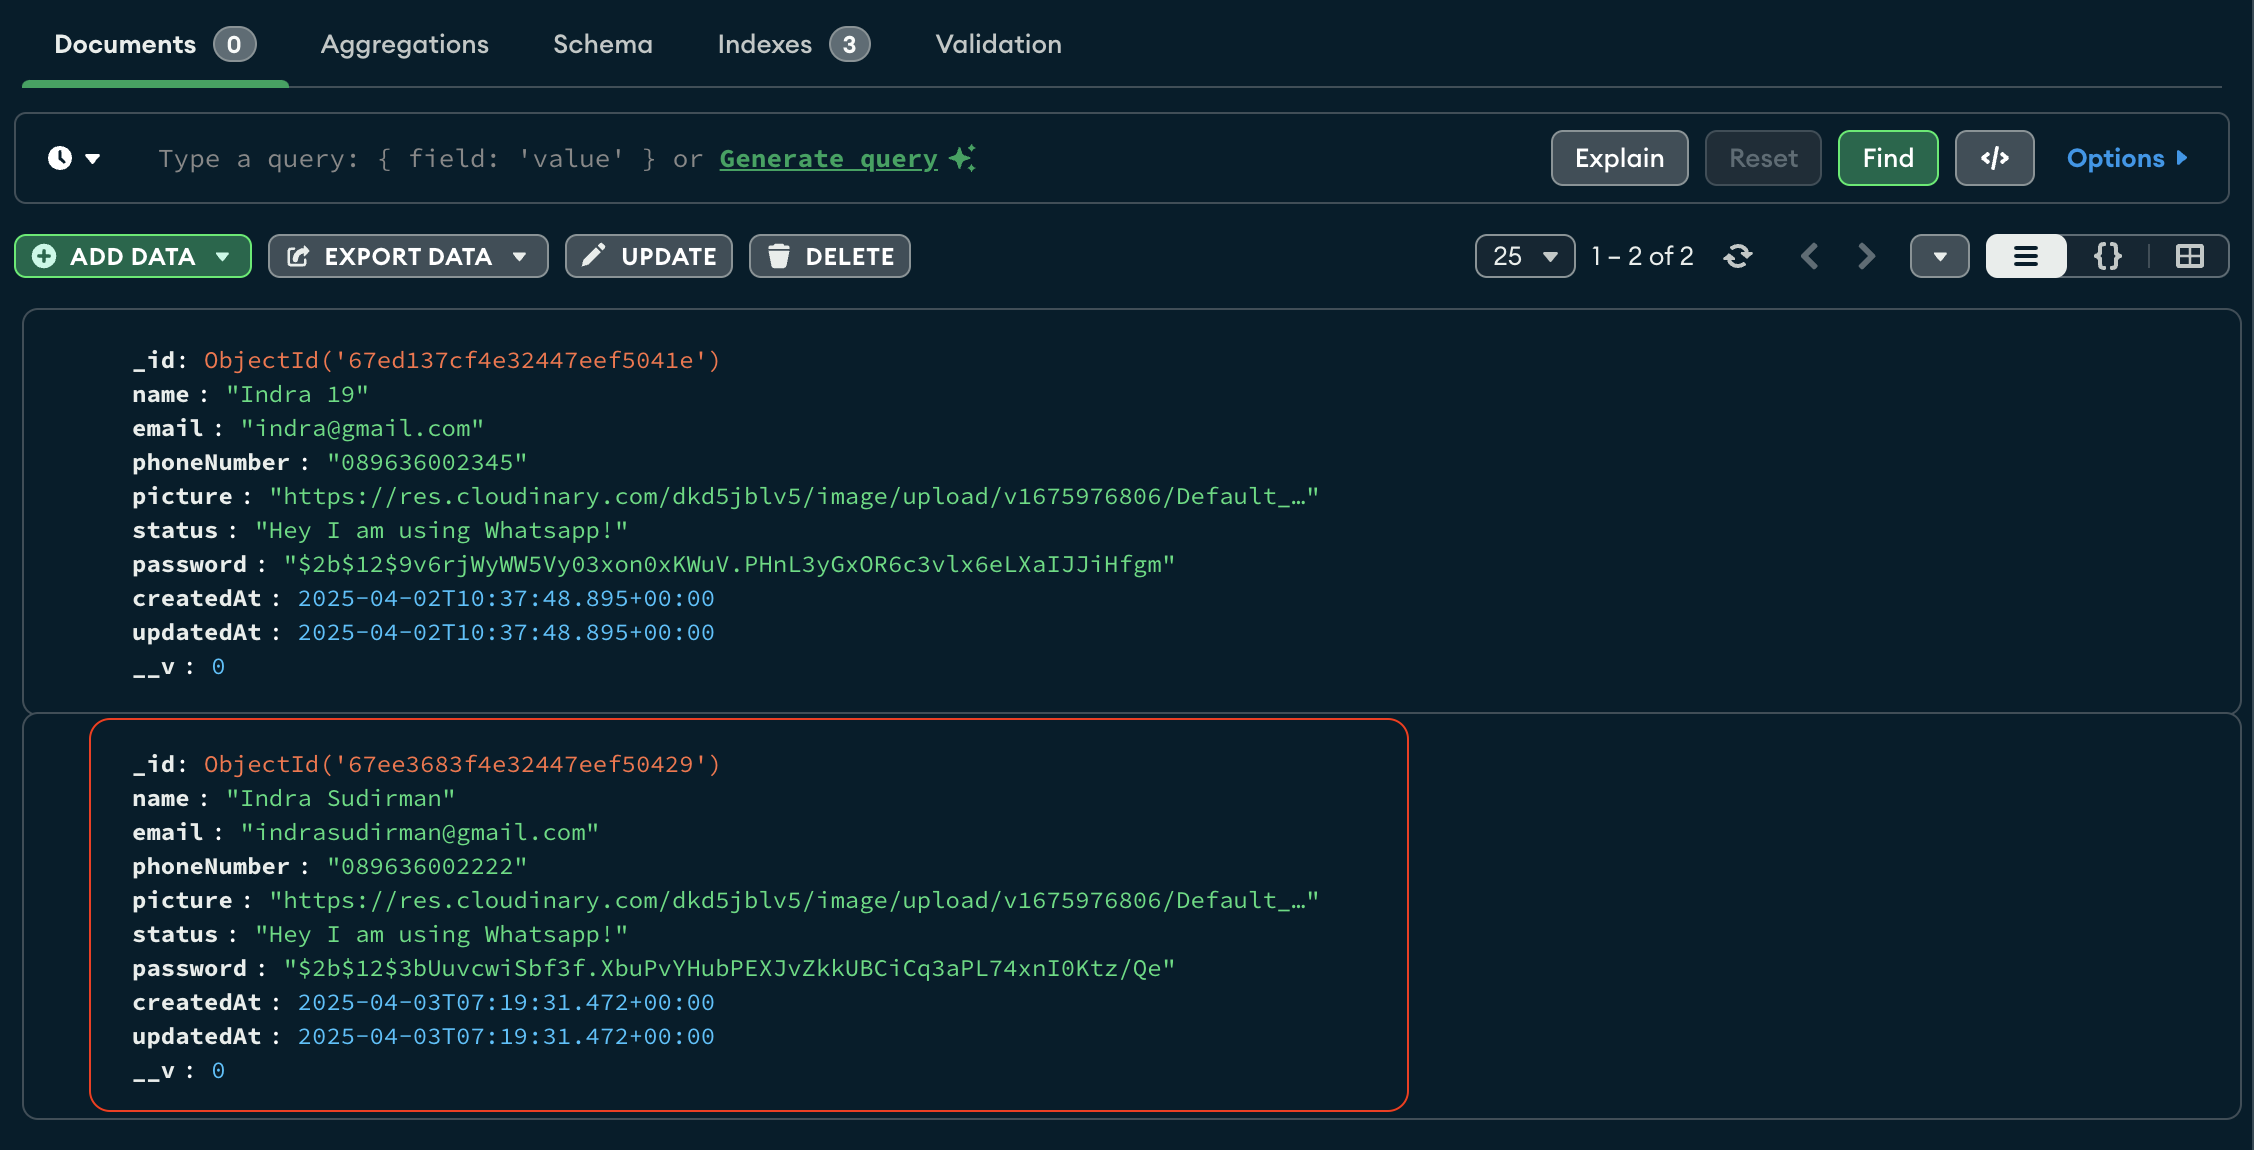 Documents 0 Aggregations Schema Indexes 3 Validation
Type a query: { field: 'value' } or Generate query Explain Reset Find </> Options
ADD DATA EXPORT DATA UPDATE DELETE 25 1 – 2 of 2 {}
_id: ObjectId('67ed137cf4e32447eef5041e')
name : "Indra 19"
email : "indra@gmail.com"
phoneNumber : "089636002345"
picture : "https://res.cloudinary.com/dkd5jblv5/image/upload/v1675976806/Default_…"
status : "Hey I am using Whatsapp!"
password : "$2b$12$9v6rjWyWW5Vy03xon0xKWuV.PHnL3yGxOR6c3vlx6eLXaIJJiHfgm"
createdAt : 2025-04-02T10:37:48.895+00:00
updatedAt : 2025-04-02T10:37:48.895+00:00
__v : 0
_id: ObjectId('67ee3683f4e32447eef50429')
name : "Indra Sudirman"
email : "indrasudirman@gmail.com"
phoneNumber : "089636002222"
picture : "https://res.cloudinary.com/dkd5jblv5/image/upload/v1675976806/Default_…"
status : "Hey I am using Whatsapp!"
password : "$2b$12$3bUuvcwiSbf3f.XbuPvYHubPEXJvZkkUBCiCq3aPL74xnI0Ktz/Qe"
createdAt : 2025-04-03T07:19:31.472+00:00
updatedAt : 2025-04-03T07:19:31.472+00:00
__v : 0